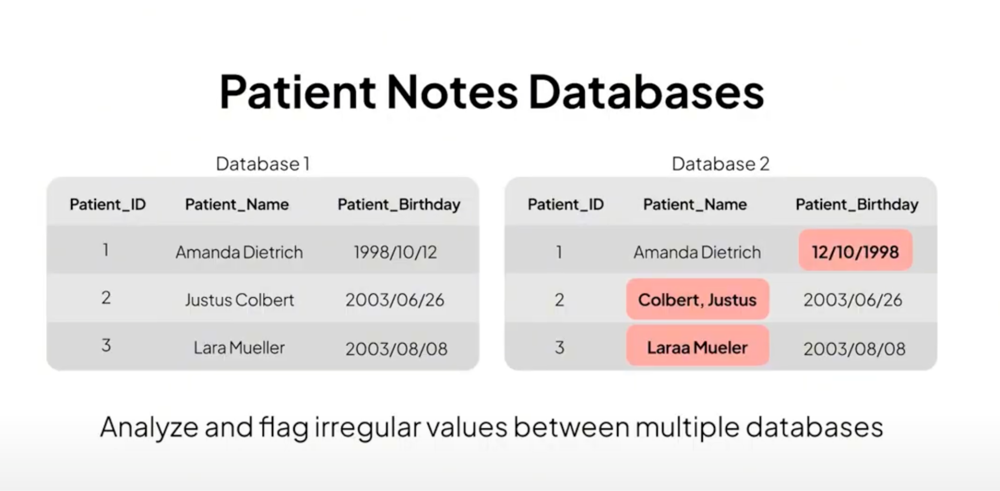 Patient Notes Databases
Database 1
Patient_ID Patient_Name Patient_Birthday
1 Amanda Dietrich 1998/10/12
2 Justus Colbert 2003/06/26
3 Lara Mueller 2003/08/08
Database 2
Patient_ID Patient_Name Patient_Birthday
1 Amanda Dietrich 12/10/1998
2 Colbert, Justus 2003/06/26
3 Laraa Mueler 2003/08/08
Analyze and flag irregular values between multiple databases